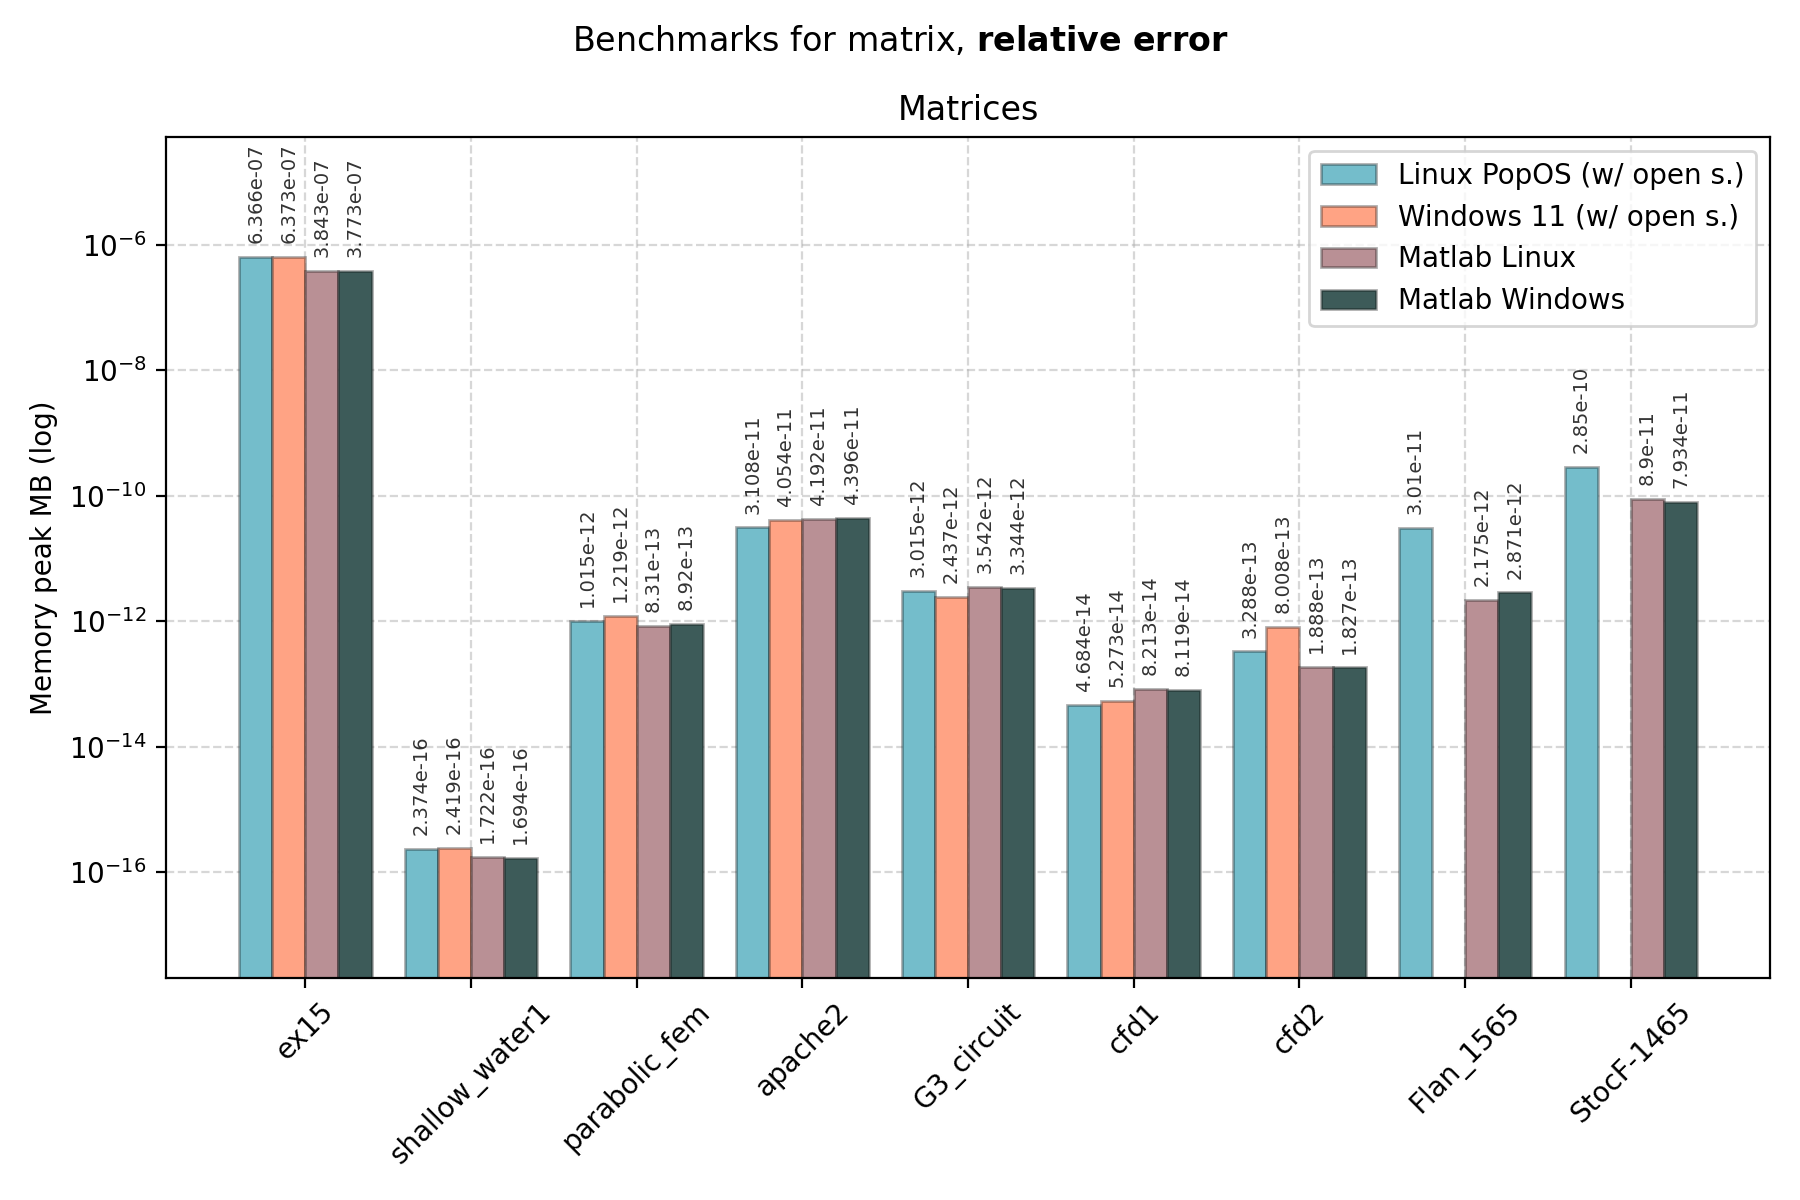 Benchmarks for matrix, relative error
Matrices
Linux PopOS (w/ open s.)
Windows 11 (w/ open s.)
Matlab Linux
Matlab Windows
Memory peak MB (log)
10⁻⁶
10⁻⁸
10⁻¹⁰
10⁻¹²
10⁻¹⁴
10⁻¹⁶
6.366e-07
6.373e-07
3.843e-07
3.773e-07
2.374e-16
2.419e-16
1.722e-16
1.694e-16
1.015e-12
1.219e-12
8.31e-13
8.92e-13
3.108e-11
4.054e-11
4.192e-11
4.396e-11
3.015e-12
2.437e-12
3.542e-12
3.344e-12
4.684e-14
5.273e-14
8.213e-14
8.119e-14
3.288e-13
8.008e-13
1.888e-13
1.827e-13
3.01e-11
2.175e-12
2.871e-12
2.85e-10
8.9e-11
7.934e-11
ex15
shallow_water1
parabolic_fem
apache2
G3_circuit
cfd1
cfd2
Flan_1565
StocF-1465